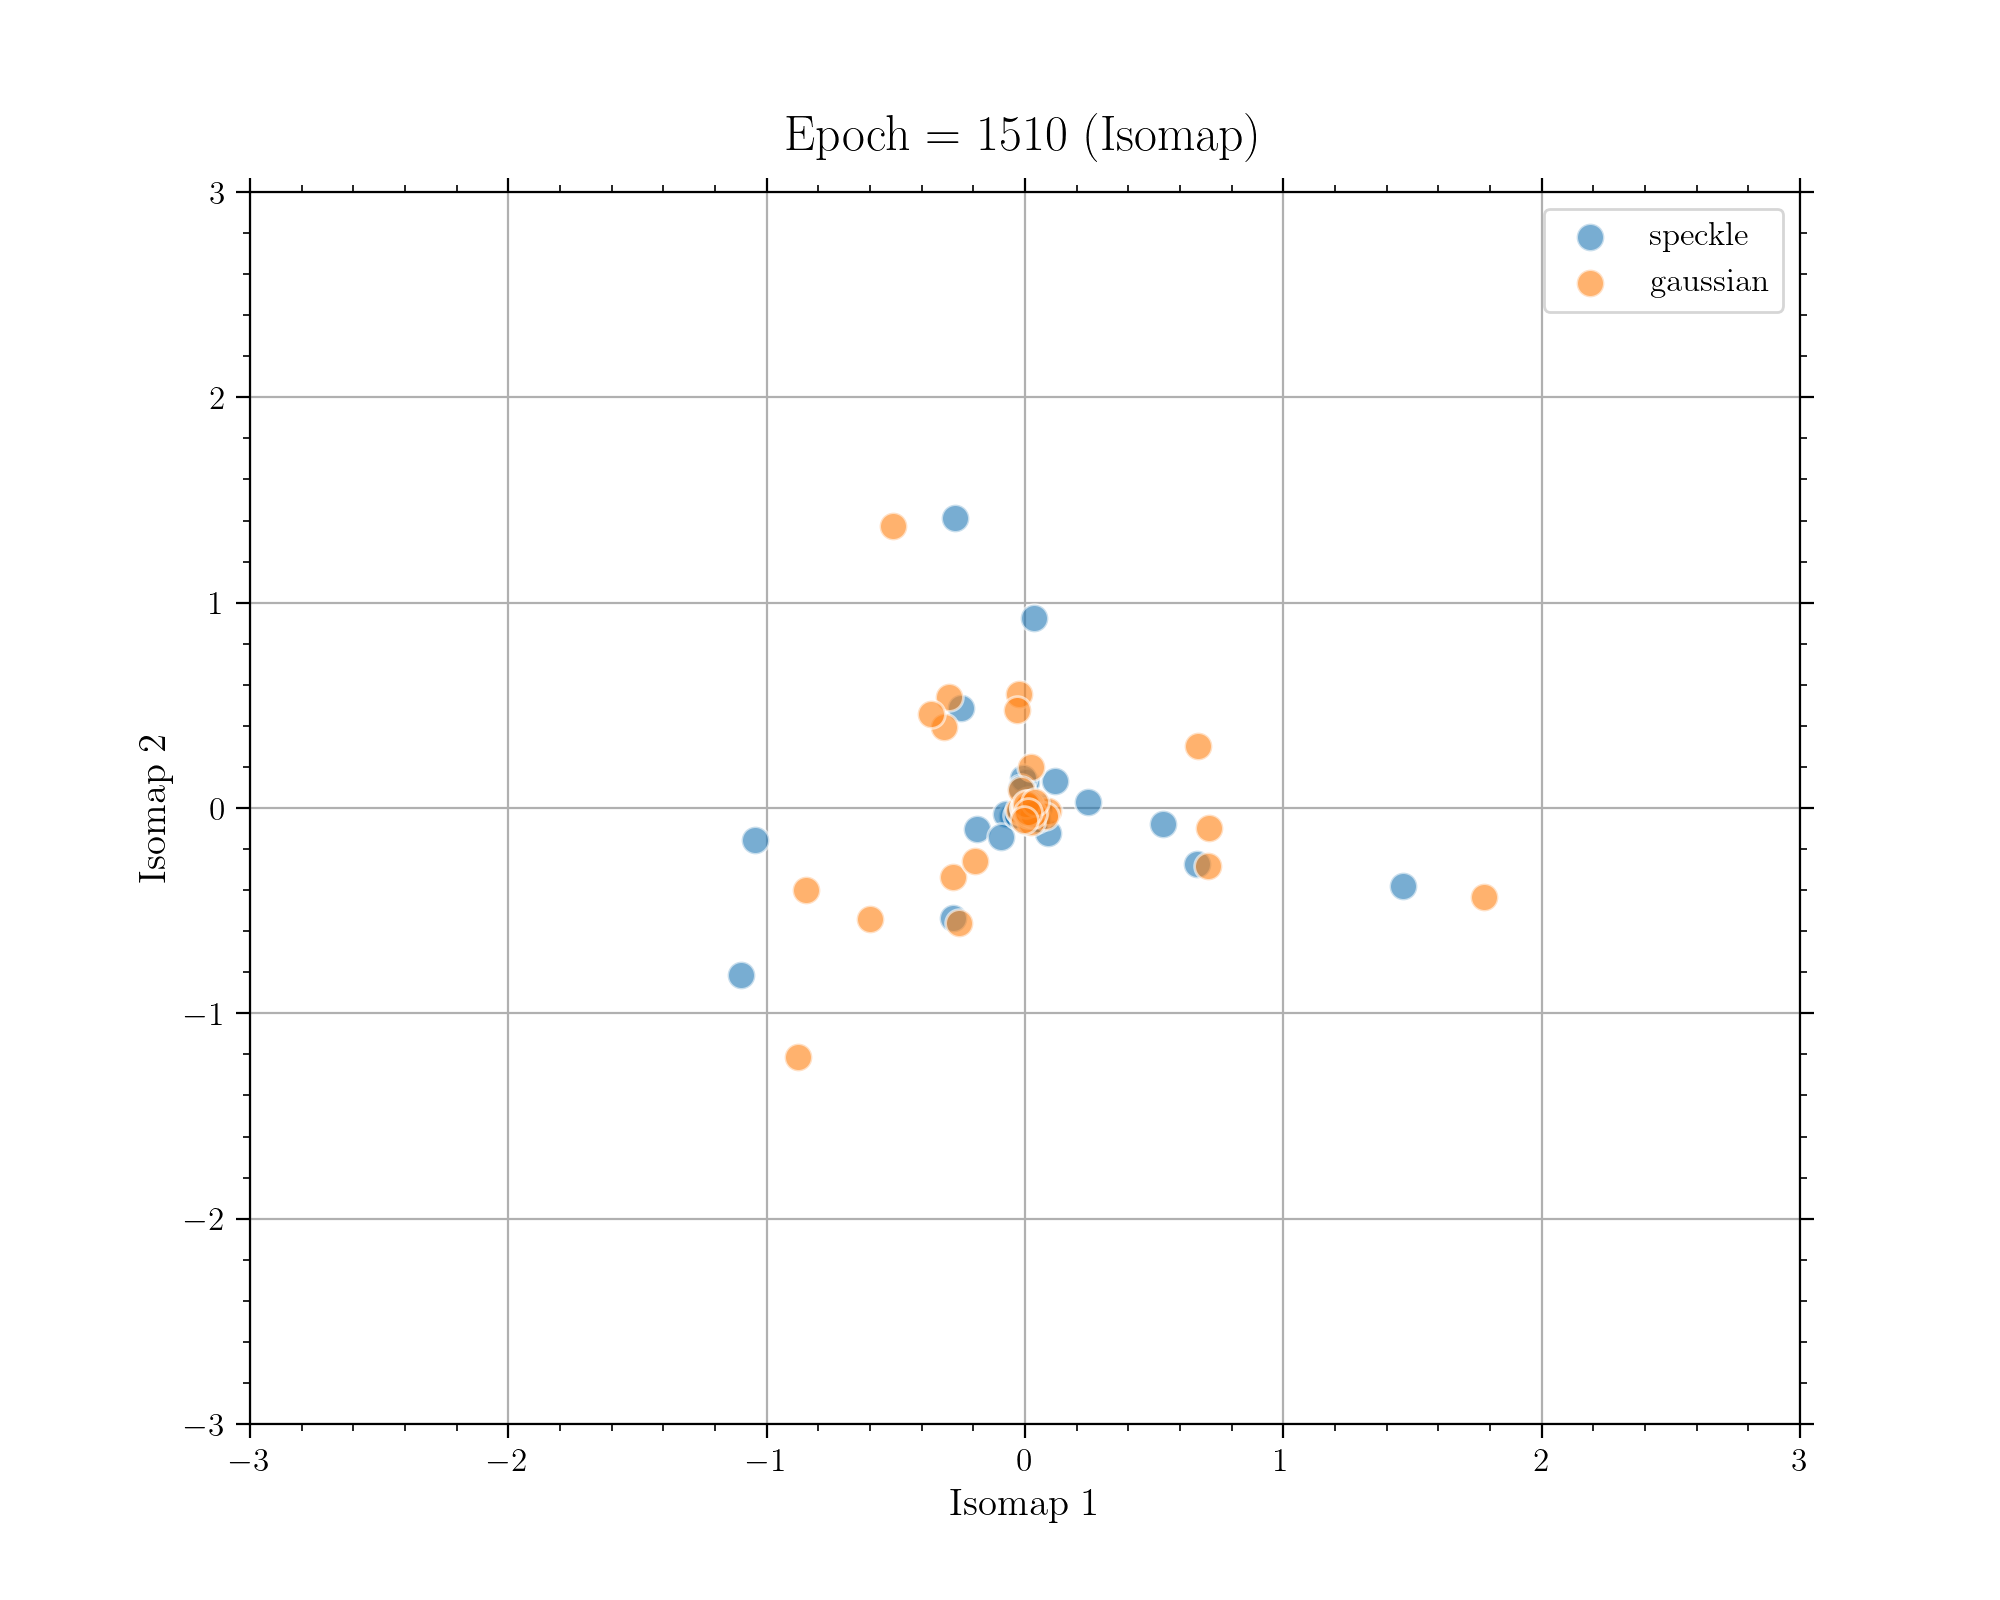 Epoch = 1510 (Isomap)
speckle
gaussian
3
2
1
0
−1
−2
−3
Isomap 2
−3
−2
−1
0
1
2
3
Isomap 1